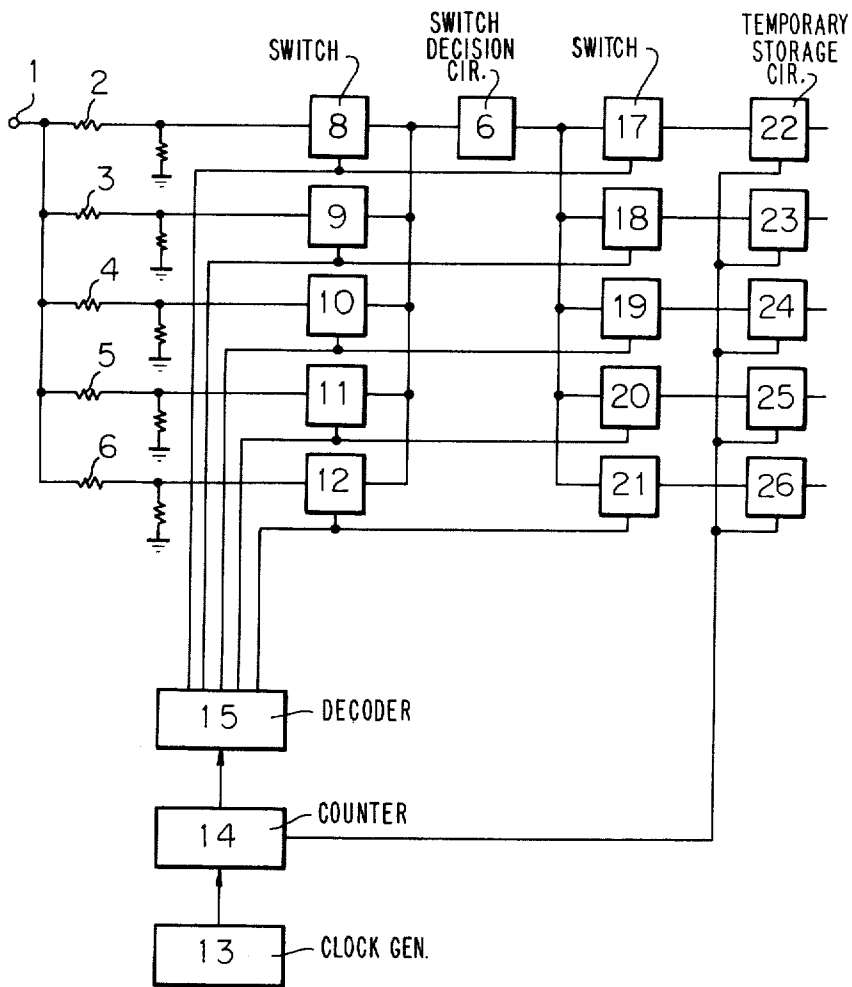 SWITCH
SWITCH
DECISION
CIR.
SWITCH
TEMPORARY
STORAGE
CIR.
1
2
8
6
17
22
3
9
18
23
4
10
19
24
5
11
20
25
6
12
21
26
15
DECODER
14
COUNTER
13
CLOCK GEN.